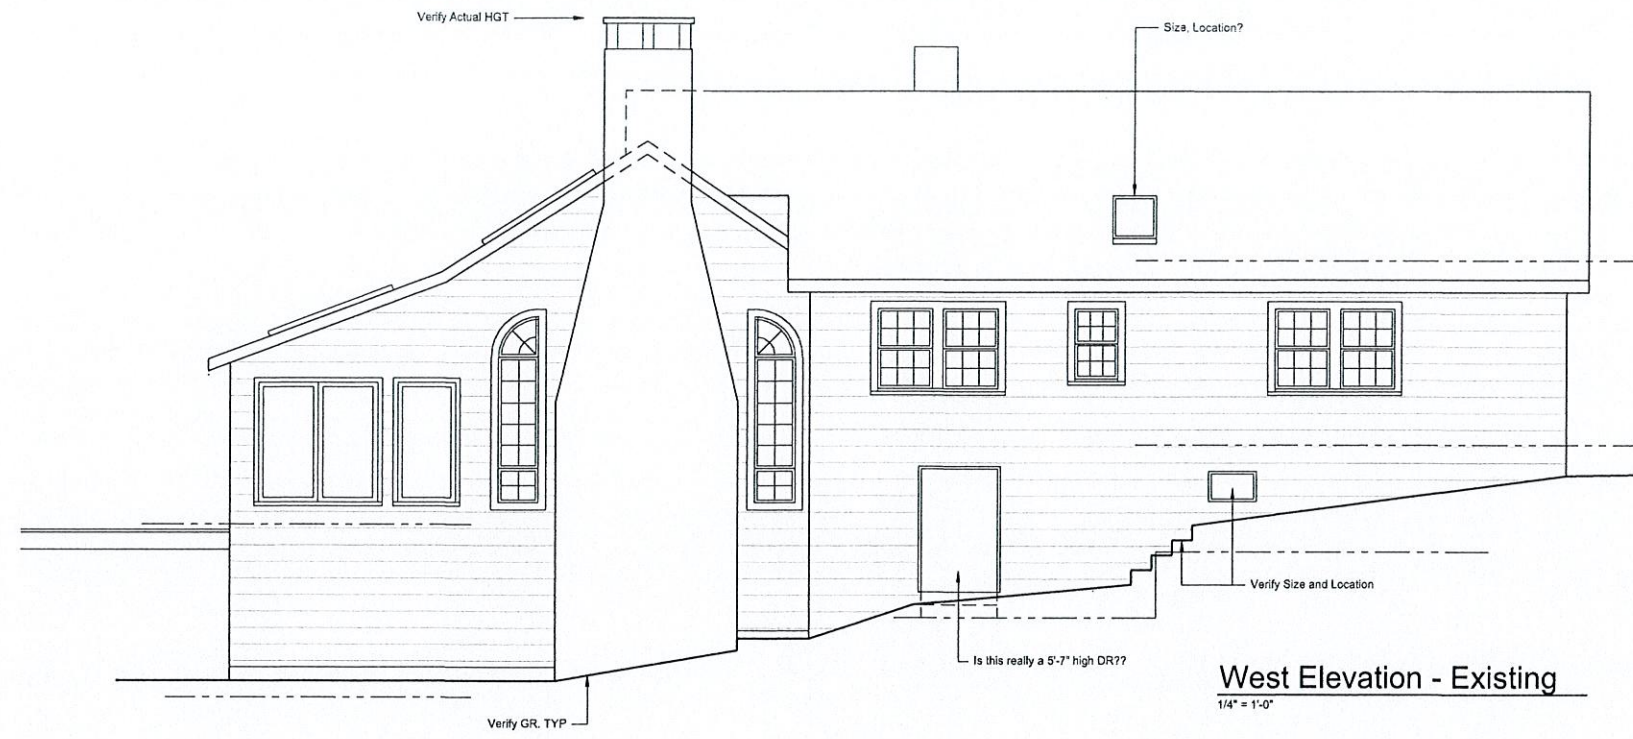 Verify Actual HGT
Size, Location?
Verify Size and Location
Is this really a 5'-7" high DR??
West Elevation - Existing
1/4" = 1'-0"
Verify GR. TYP